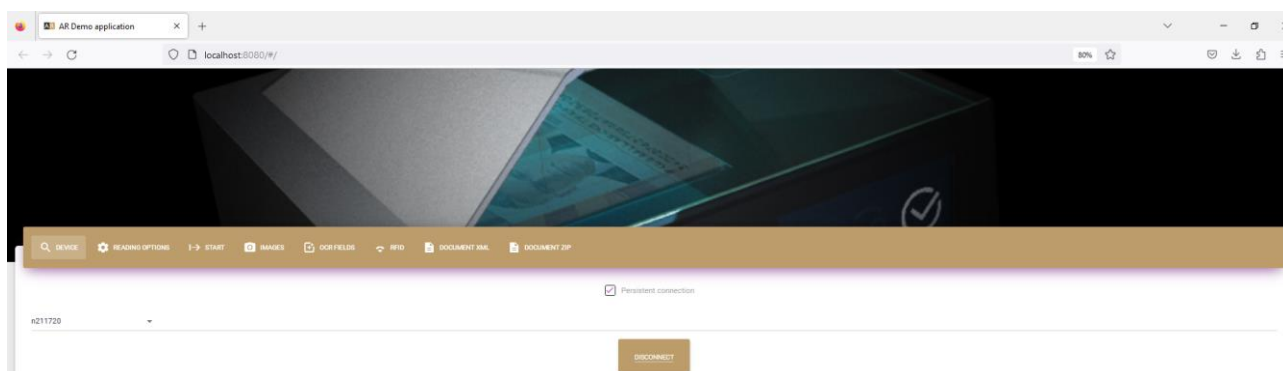 AR Demo application
localhost:8080/#/
80%
DEVICE READING OPTIONS START IMAGES OCR FIELDS RFID DOCUMENT XML DOCUMENT ZIP
Persistent connection
n211720
DISCONNECT